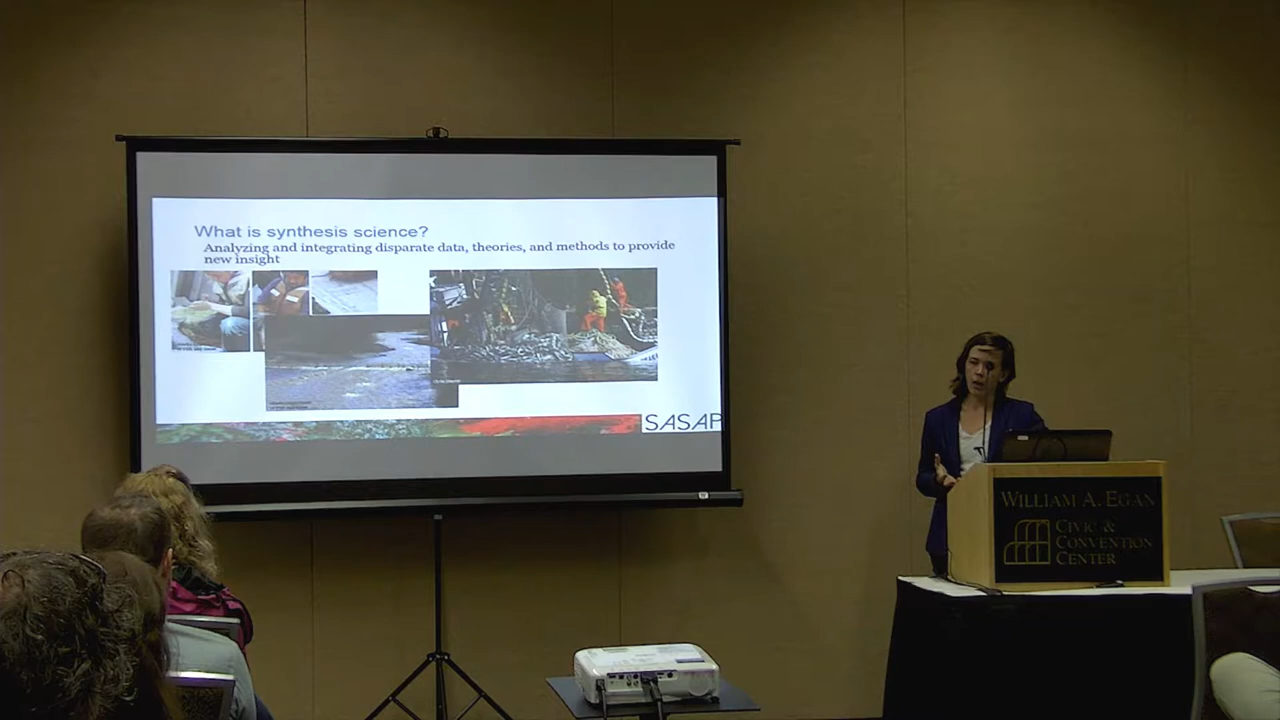 What is synthesis science?
Analyzing and integrating disparate data, theories, and methods to provide
new insight
SASAP
WILLIAM A. EGAN
CIVIC &
CONVENTION
CENTER